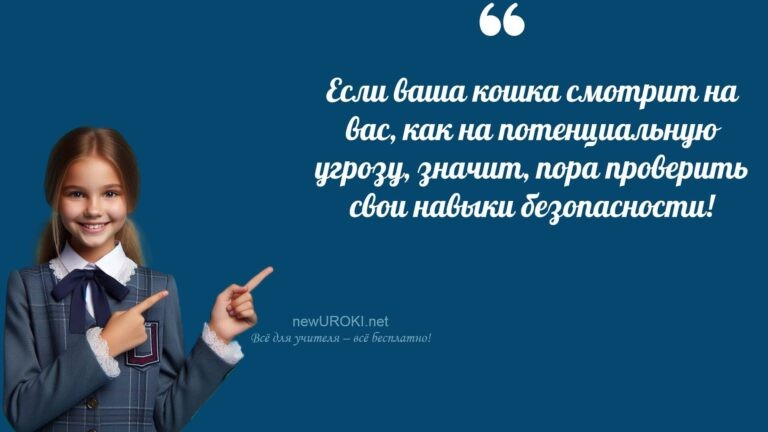 Если ваша кошка смотрит на
вас, как на потенциальную
угрозу, значит, пора проверить
свои навыки безопасности!
newUROKI.net
Всё для учителя – всё бесплатно!